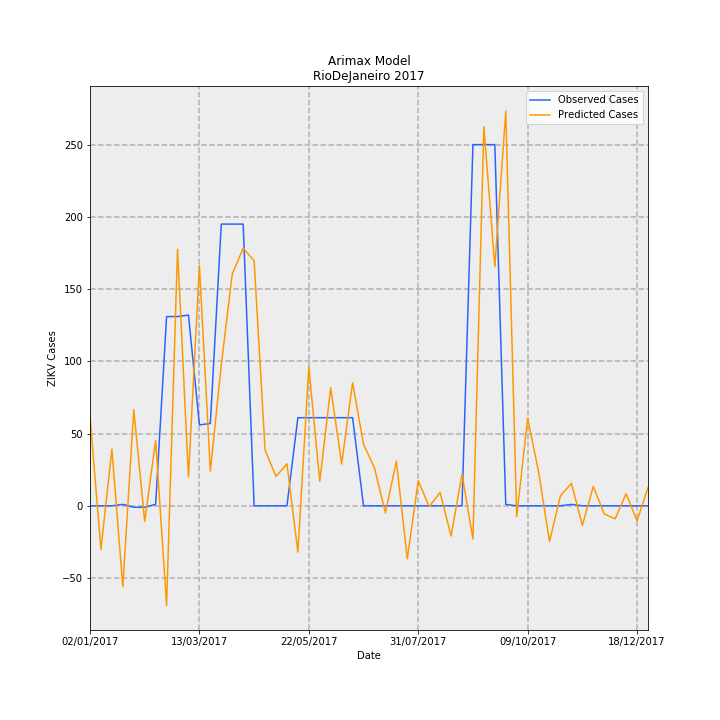 Arimax Model
RioDeJaneiro 2017
Observed Cases
Predicted Cases
250
200
150
100
50
0
−50
ZIKV Cases
02/01/2017
13/03/2017
22/05/2017
31/07/2017
09/10/2017
18/12/2017
Date